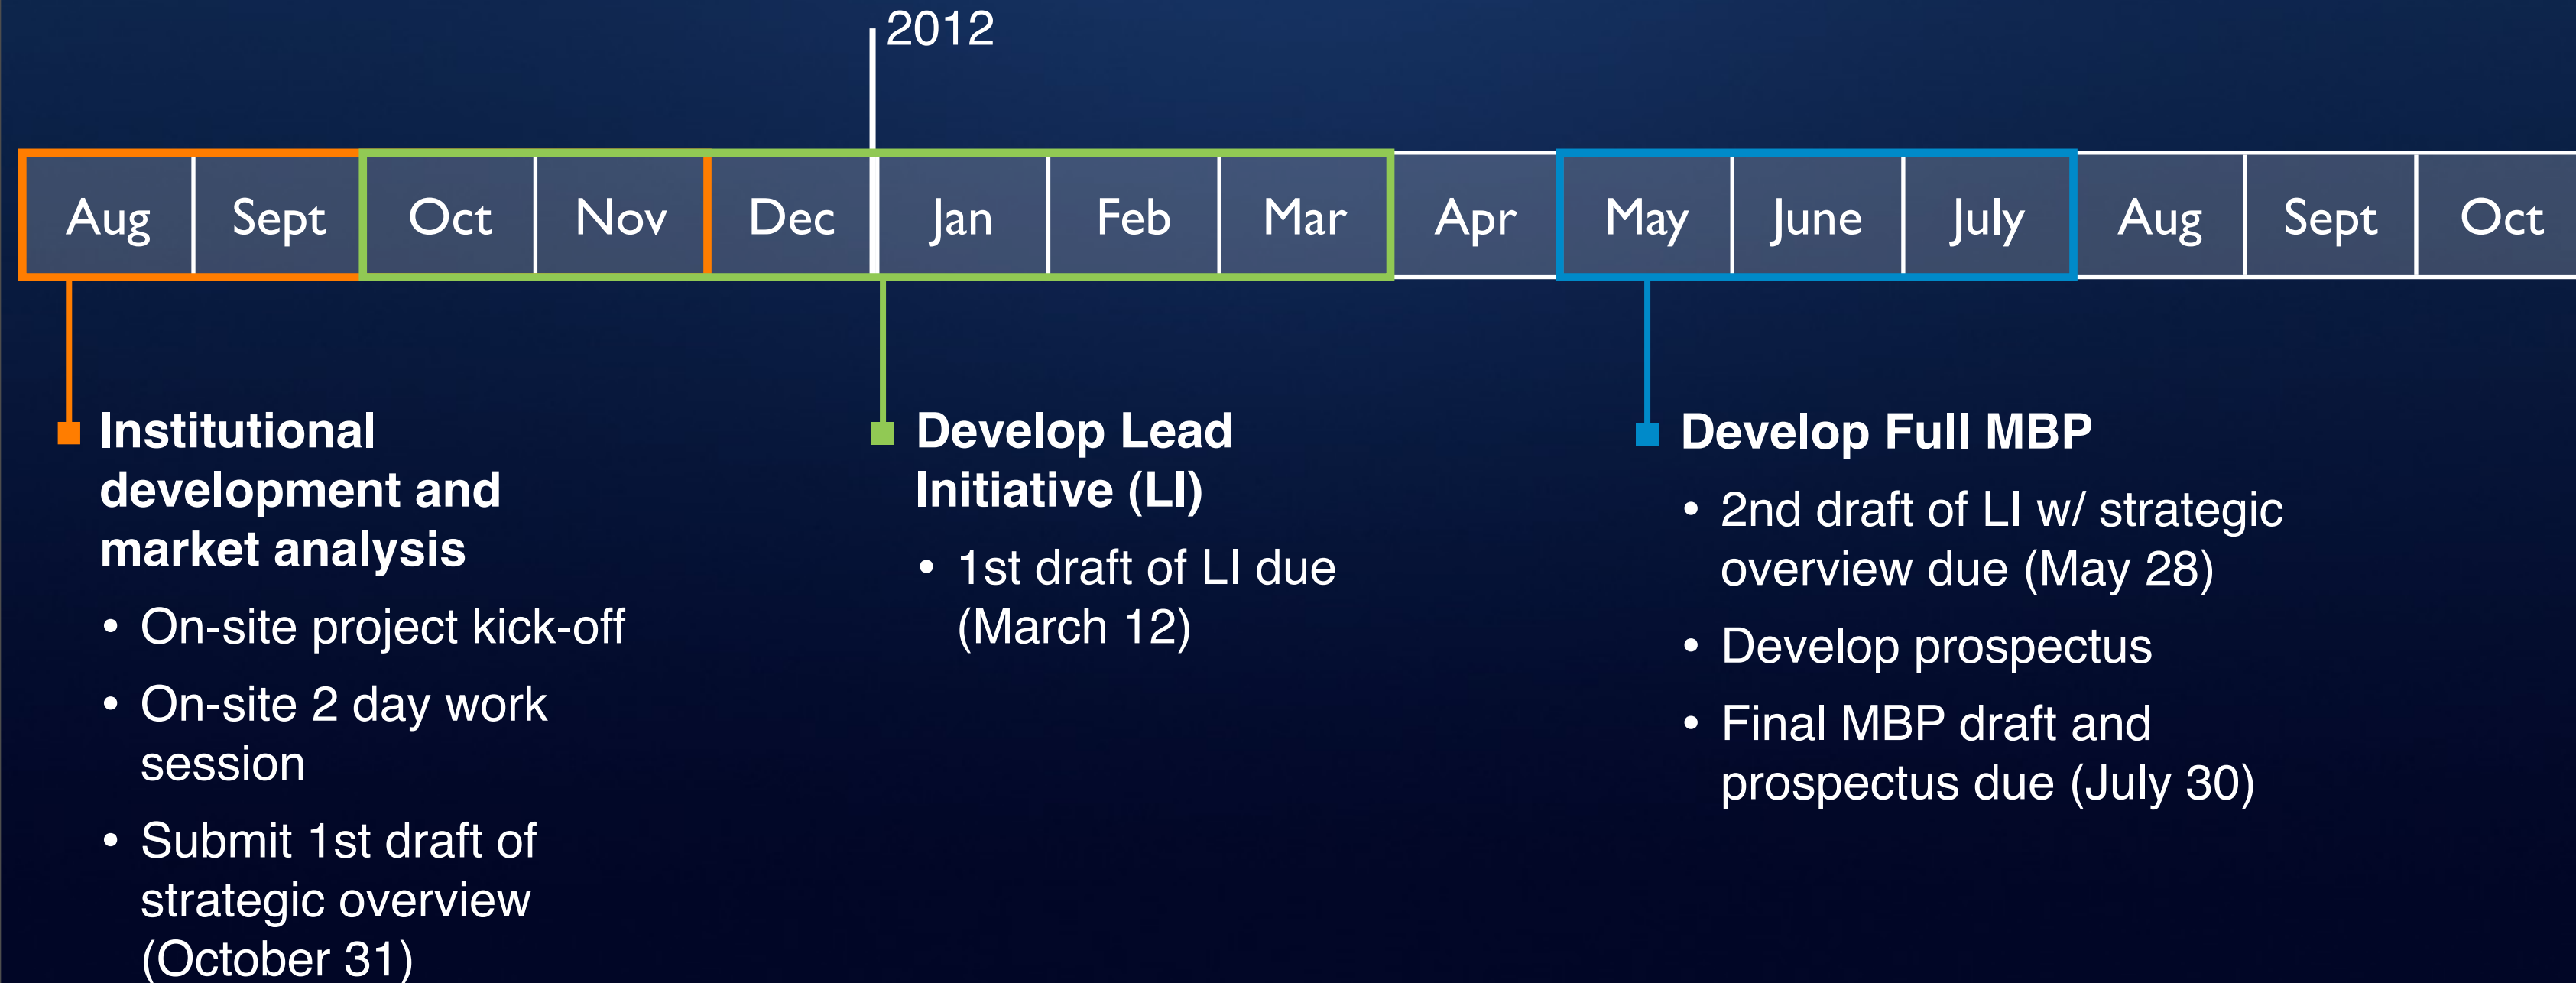 2012
Aug Sept Oct Nov Dec Jan Feb Mar Apr May June July Aug Sept Oct
Institutional
development and
market analysis
• On-site project kick-off
• On-site 2 day work
session
• Submit 1st draft of
strategic overview
(October 31)
Develop Lead
Initiative (LI)
• 1st draft of LI due
(March 12)
Develop Full MBP
• 2nd draft of LI w/ strategic
overview due (May 28)
• Develop prospectus
• Final MBP draft and
prospectus due (July 30)